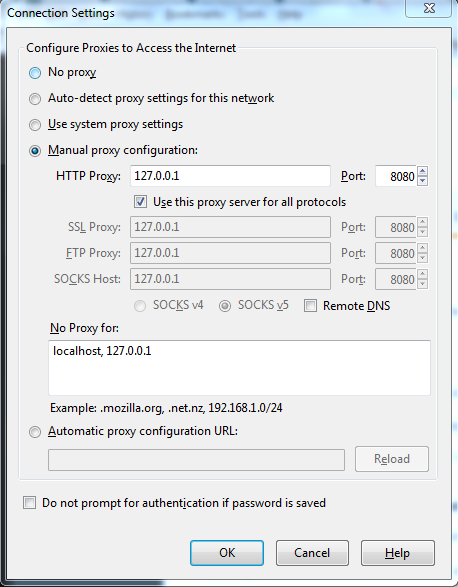 Connection Settings
Configure Proxies to Access the Internet
No proxy
Auto-detect proxy settings for this network
Use system proxy settings
Manual proxy configuration:
HTTP Proxy: 127.0.0.1 Port: 8080
Use this proxy server for all protocols
SSL Proxy: 127.0.0.1 Port: 8080
FTP Proxy: 127.0.0.1 Port: 8080
SOCKS Host: 127.0.0.1 Port: 8080
SOCKS v4 SOCKS v5 Remote DNS
No Proxy for:
localhost, 127.0.0.1
Example: .mozilla.org, .net.nz, 192.168.1.0/24
Automatic proxy configuration URL:
Reload
Do not prompt for authentication if password is saved
OK Cancel Help